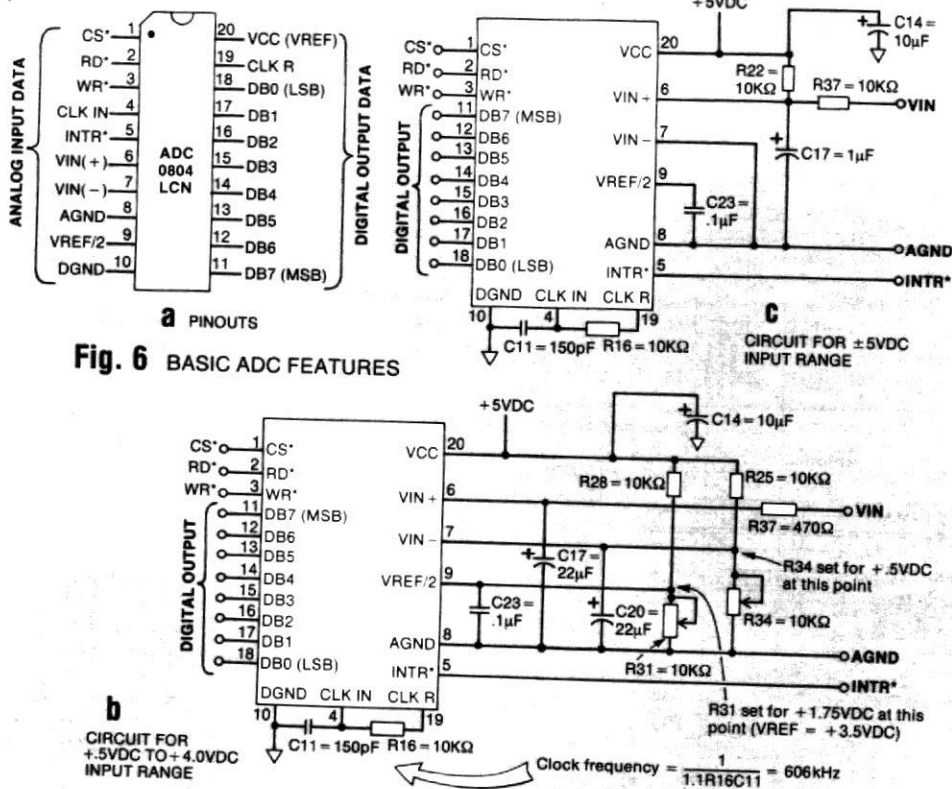 ANALOG INPUT DATA
CS* 1
RD* 2
WR* 3
CLK IN 4
INTR* 5
VIN(+) 6
VIN(−) 7
AGND 8
VREF/2 9
DGND 10
ADC
0804
LCN
20 VCC (VREF)
19 CLK R
18 DB0 (LSB)
17 DB1
16 DB2
15 DB3
14 DB4
13 DB5
12 DB6
11 DB7 (MSB)
DIGITAL OUTPUT DATA
a PINOUTS
Fig. 6 BASIC ADC FEATURES
+5VDC
C14=
10µF
CS* 1 CS*
RD* 2 RD*
WR* 3 WR*
11 DB7 (MSB)
12 DB6
13 DB5
14 DB4
15 DB3
16 DB2
17 DB1
18 DB0 (LSB)
DIGITAL OUTPUT
VCC 20
VIN + 6
VIN − 7
VREF/2 9
AGND 8
INTR* 5
DGND CLK IN CLK R
10 4 19
C11=150pF R16=10KΩ
R22=
10KΩ
R37=10KΩ
VIN
C17=1µF
C23=
.1µF
AGND
INTR*
c
CIRCUIT FOR ±5VDC
INPUT RANGE
+5VDC
C14=10µF
CS* 1 CS*
RD* 2 RD*
WR* 3 WR*
11 DB7 (MSB)
12 DB6
13 DB5
14 DB4
15 DB3
16 DB2
17 DB1
18 DB0 (LSB)
DIGITAL OUTPUT
VCC 20
VIN + 6
VIN − 7
VREF/2 9
AGND 8
INTR* 5
DGND CLK IN CLK R
10 4 19
C11=150pF R16=10KΩ
R28=10KΩ
R25=10KΩ
VIN
R37=470Ω
C17=
22µF
R34 set for +.5VDC
at this point
C23=
.1µF
C20=
22µF
R34=10KΩ
R31=10KΩ
AGND
INTR*
R31 set for +1.75VDC at this
point (VREF = +3.5VDC)
b
CIRCUIT FOR
+.5VDC TO +4.0VDC
INPUT RANGE
Clock frequency = 1 / 1.1R16C11 = 606kHz